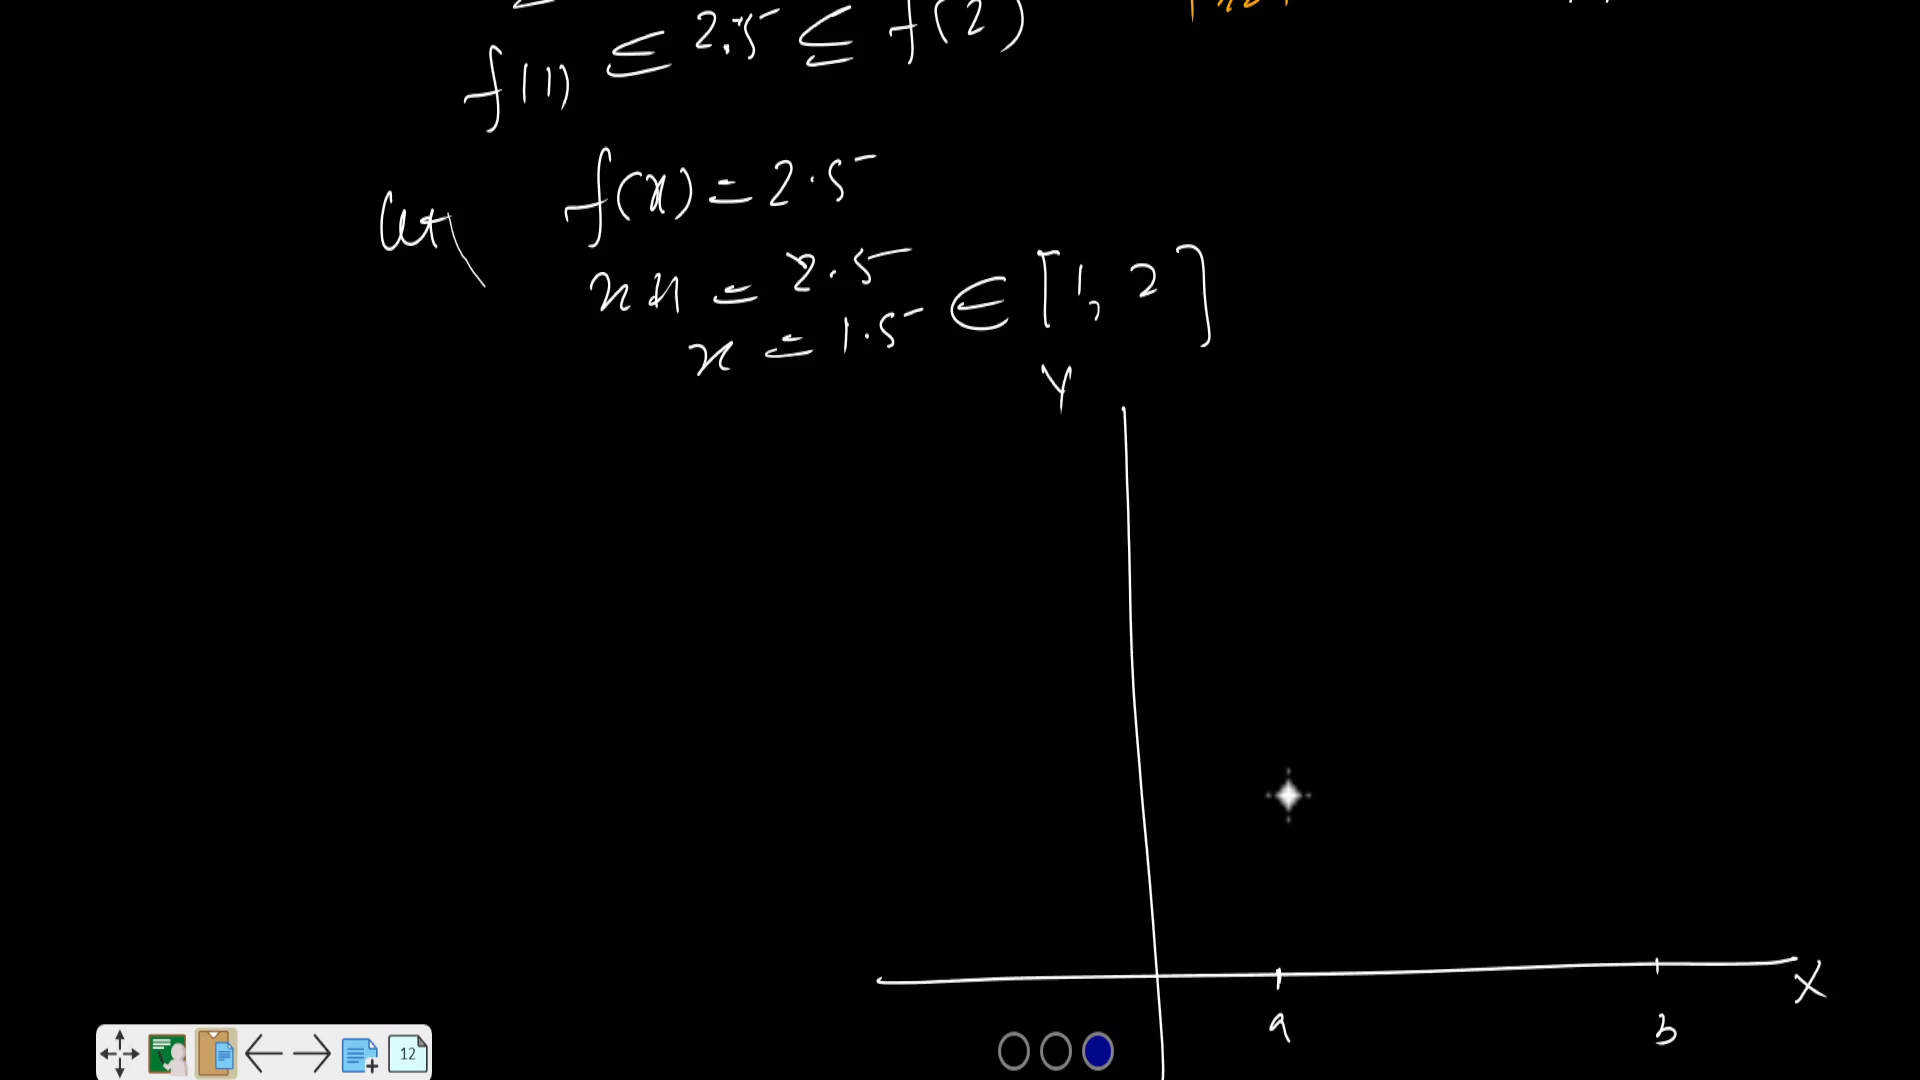 f(1) ≤ 2.5 ≤ f(2)
Let f(x) = 2.5
x+1 = 2.5
x = 1.5 ∈ [1, 2]
Y
X
a b
12